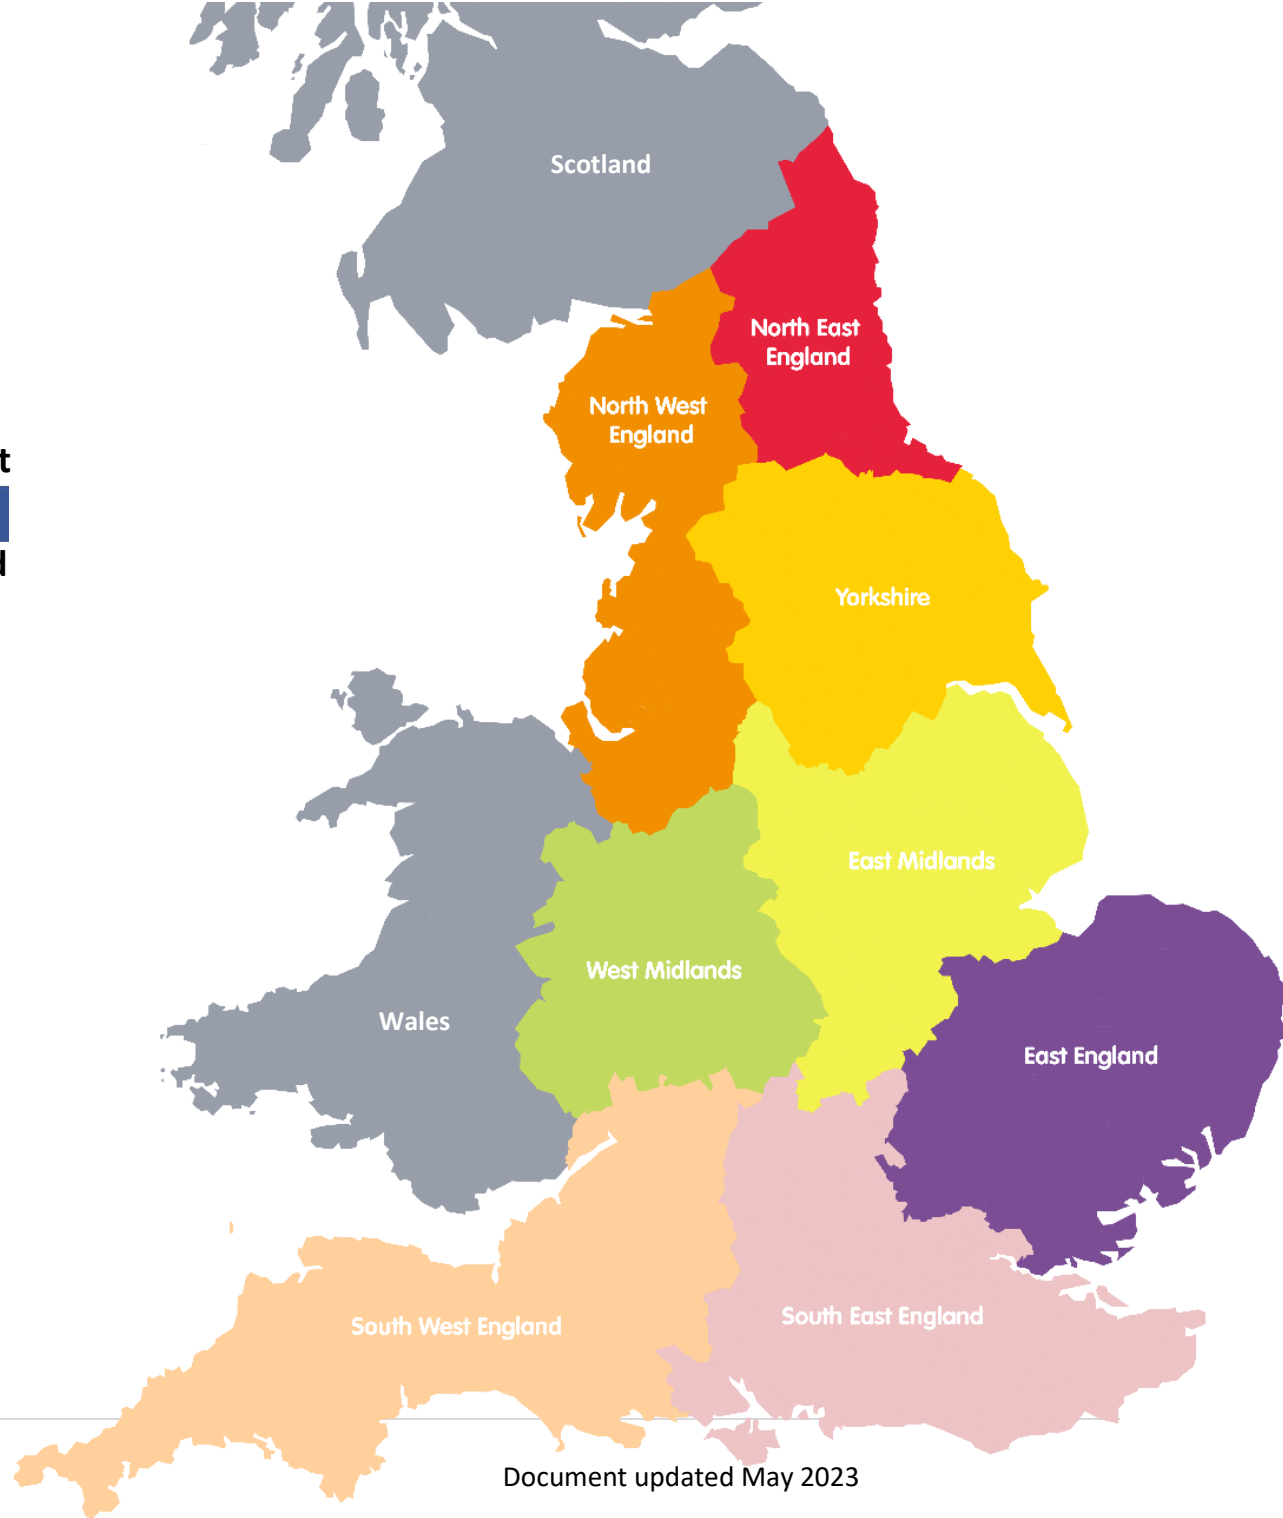 Scotland
North East
England
North West
England
Yorkshire
East Midlands
West Midlands
Wales
East England
South East England
South West England
Document updated May 2023